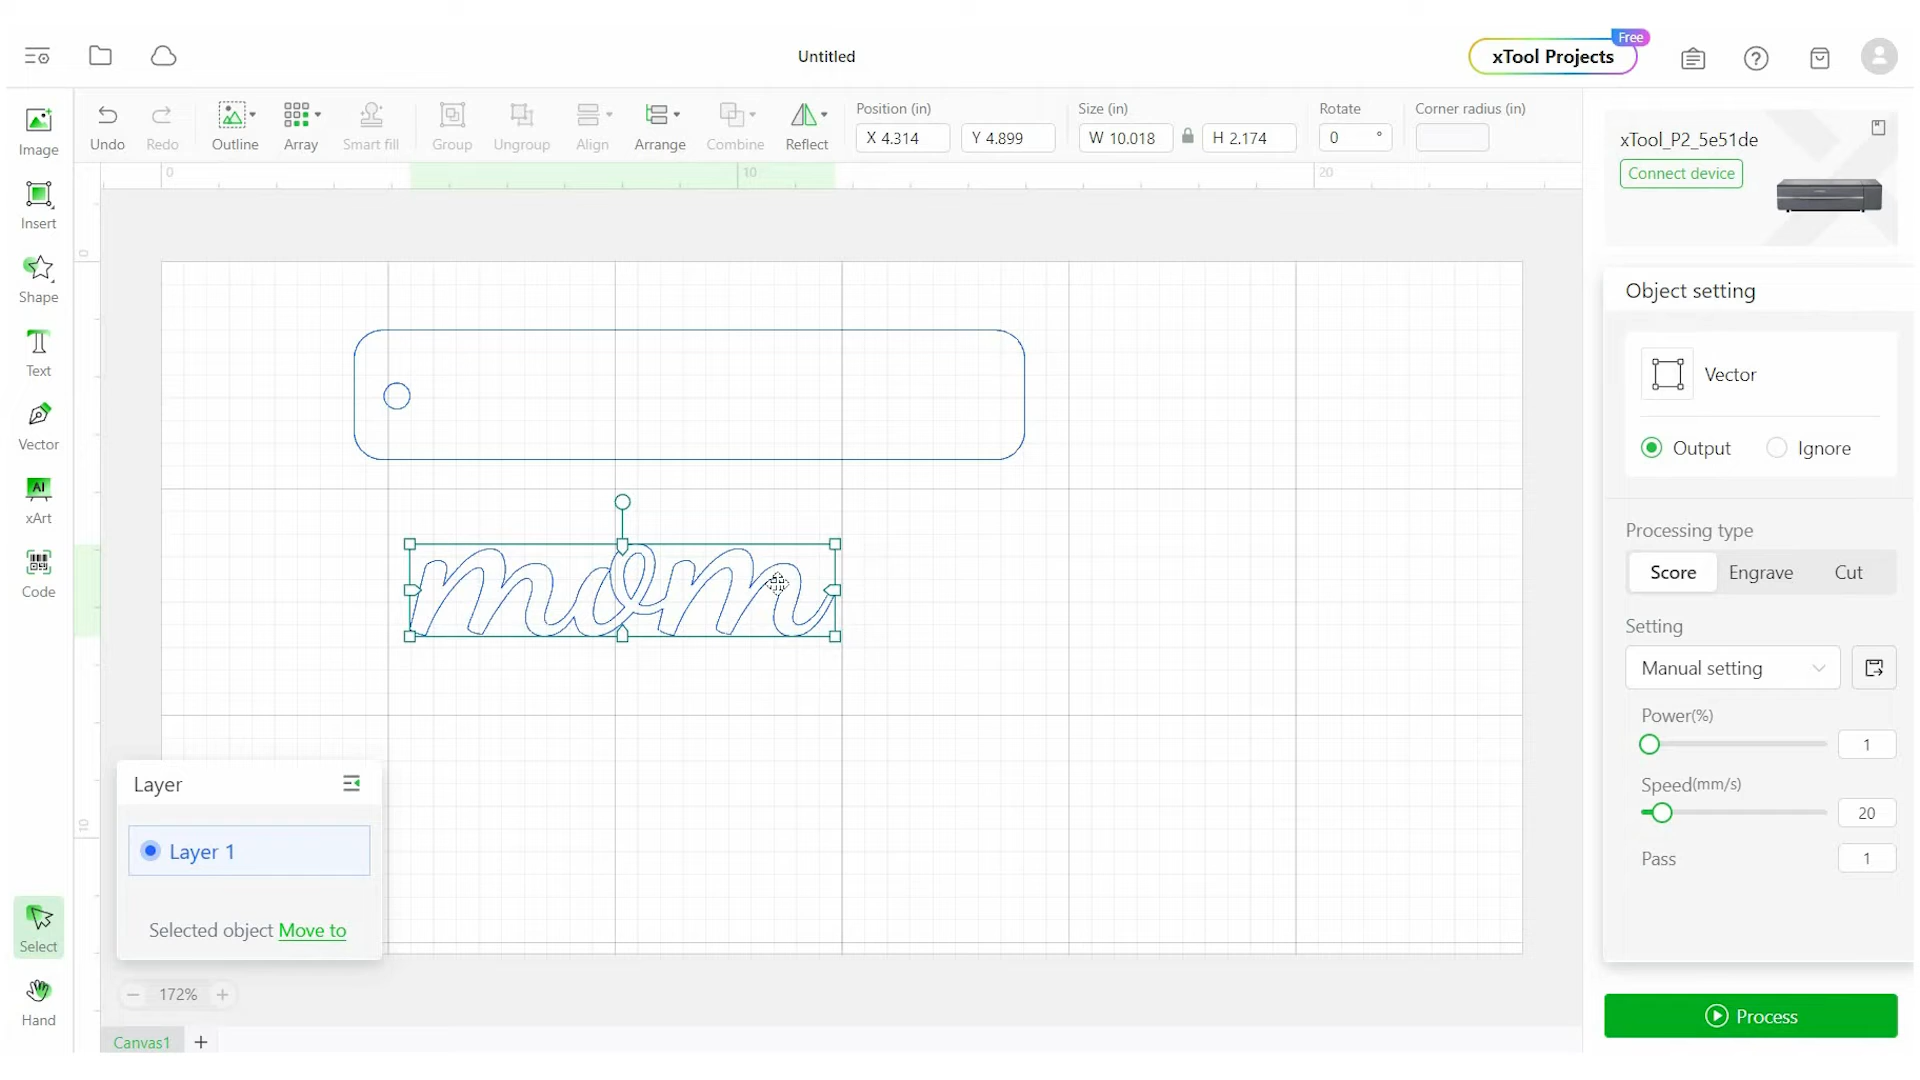 Untitled
Free
xTool Projects
Image
Insert
Shape
Text
Vector
AI
xArt
Code
Select
Hand
Undo
Redo
Outline
Array
Smart fill
Group
Ungroup
Align
Arrange
Combine
Reflect
Position (in)
X 4.314
Y 4.899
Size (in)
W 10.018
H 2.174
Rotate
0 °
Corner radius (in)
0
10
20
0
10
mom
Layer
Layer 1
Selected object Move to
172%
Canvas1
xTool_P2_5e51de
Connect device
Object setting
Vector
Output
Ignore
Processing type
Score
Engrave
Cut
Setting
Manual setting
Power(%)
1
Speed(mm/s)
20
Pass
1
Process